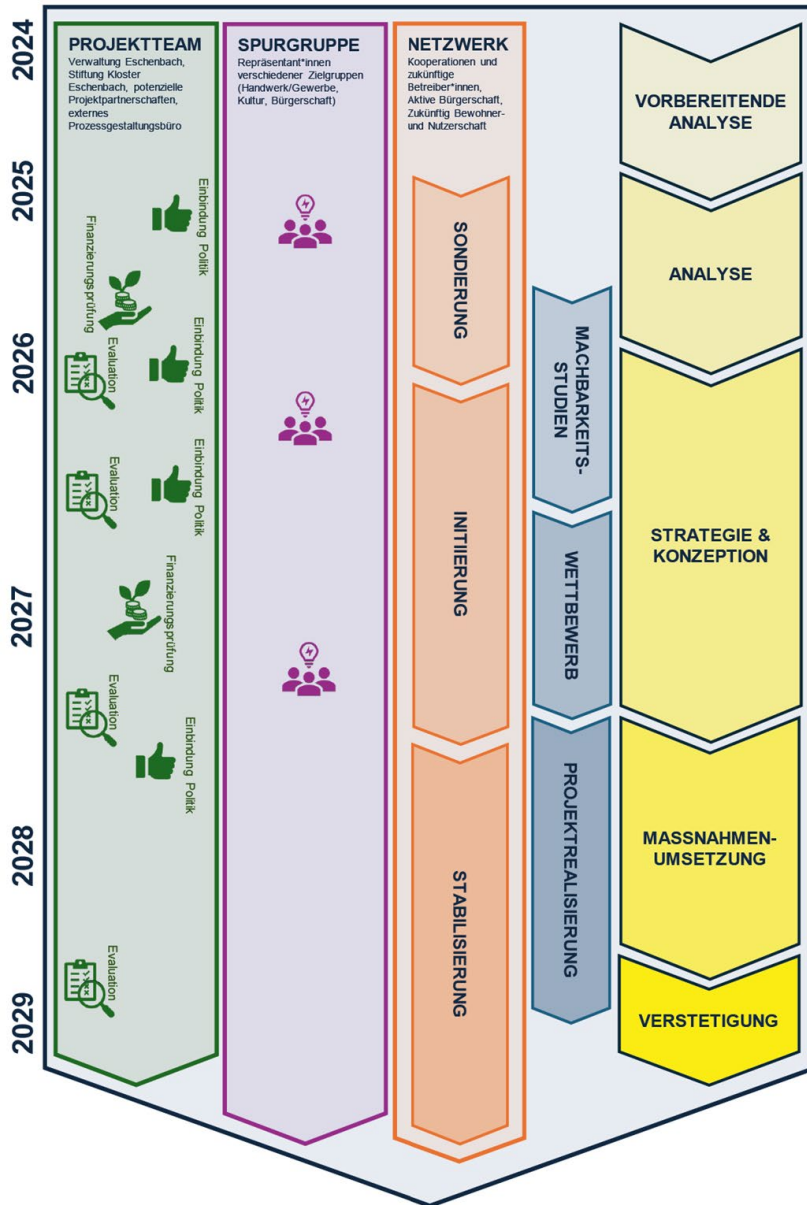 2024
2025
2026
2027
2028
2029
PROJEKTTEAM
Verwaltung Eschenbach,
Stiftung Kloster
Eschenbach, potenzielle
Projektpartnerschaften,
externes
Prozessgestaltungsbüro
Einbindung Politik
Finanzierungsprüfung
Evaluation
Einbindung Politik
Evaluation
Einbindung Politik
Finanzierungsprüfung
Evaluation
Einbindung Politik
Evaluation
SPURGRUPPE
Repräsentant*innen
verschiedener Zielgruppen
(Handwerk/Gewerbe,
Kultur, Bürgerschaft)
NETZWERK
Kooperationen und
zukünftige
Betreiber*innen,
Aktive Bürgerschaft,
Zukünftig Bewohner-
und Nutzerschaft
SONDIERUNG
INITIIERUNG
STABILISIERUNG
MACHBARKEITS-
STUDIEN
WETTBEWERB
PROJEKTREALISIERUNG
VORBEREITENDE
ANALYSE
ANALYSE
STRATEGIE &
KONZEPTION
MASSNAHMEN-
UMSETZUNG
VERSTETIGUNG